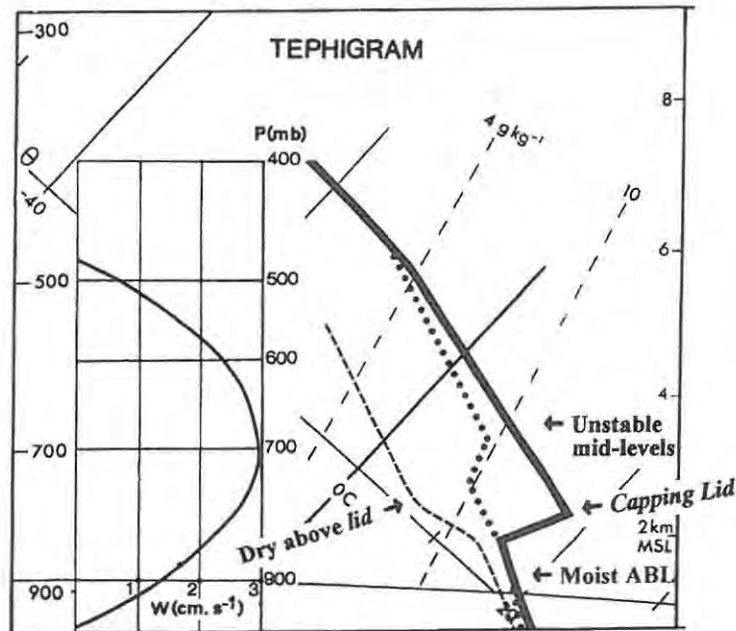 TEPHIGRAM
300
8
P(mb)
4 g kg⁻¹
400
θ
-40
10
6
500
500
600
4
← Unstable
mid-levels
700
700
← Capping Lid
0°C
Dry above lid →
2km
MSL
← Moist ABL
900
1 2 3
900
W(cm. s⁻¹)